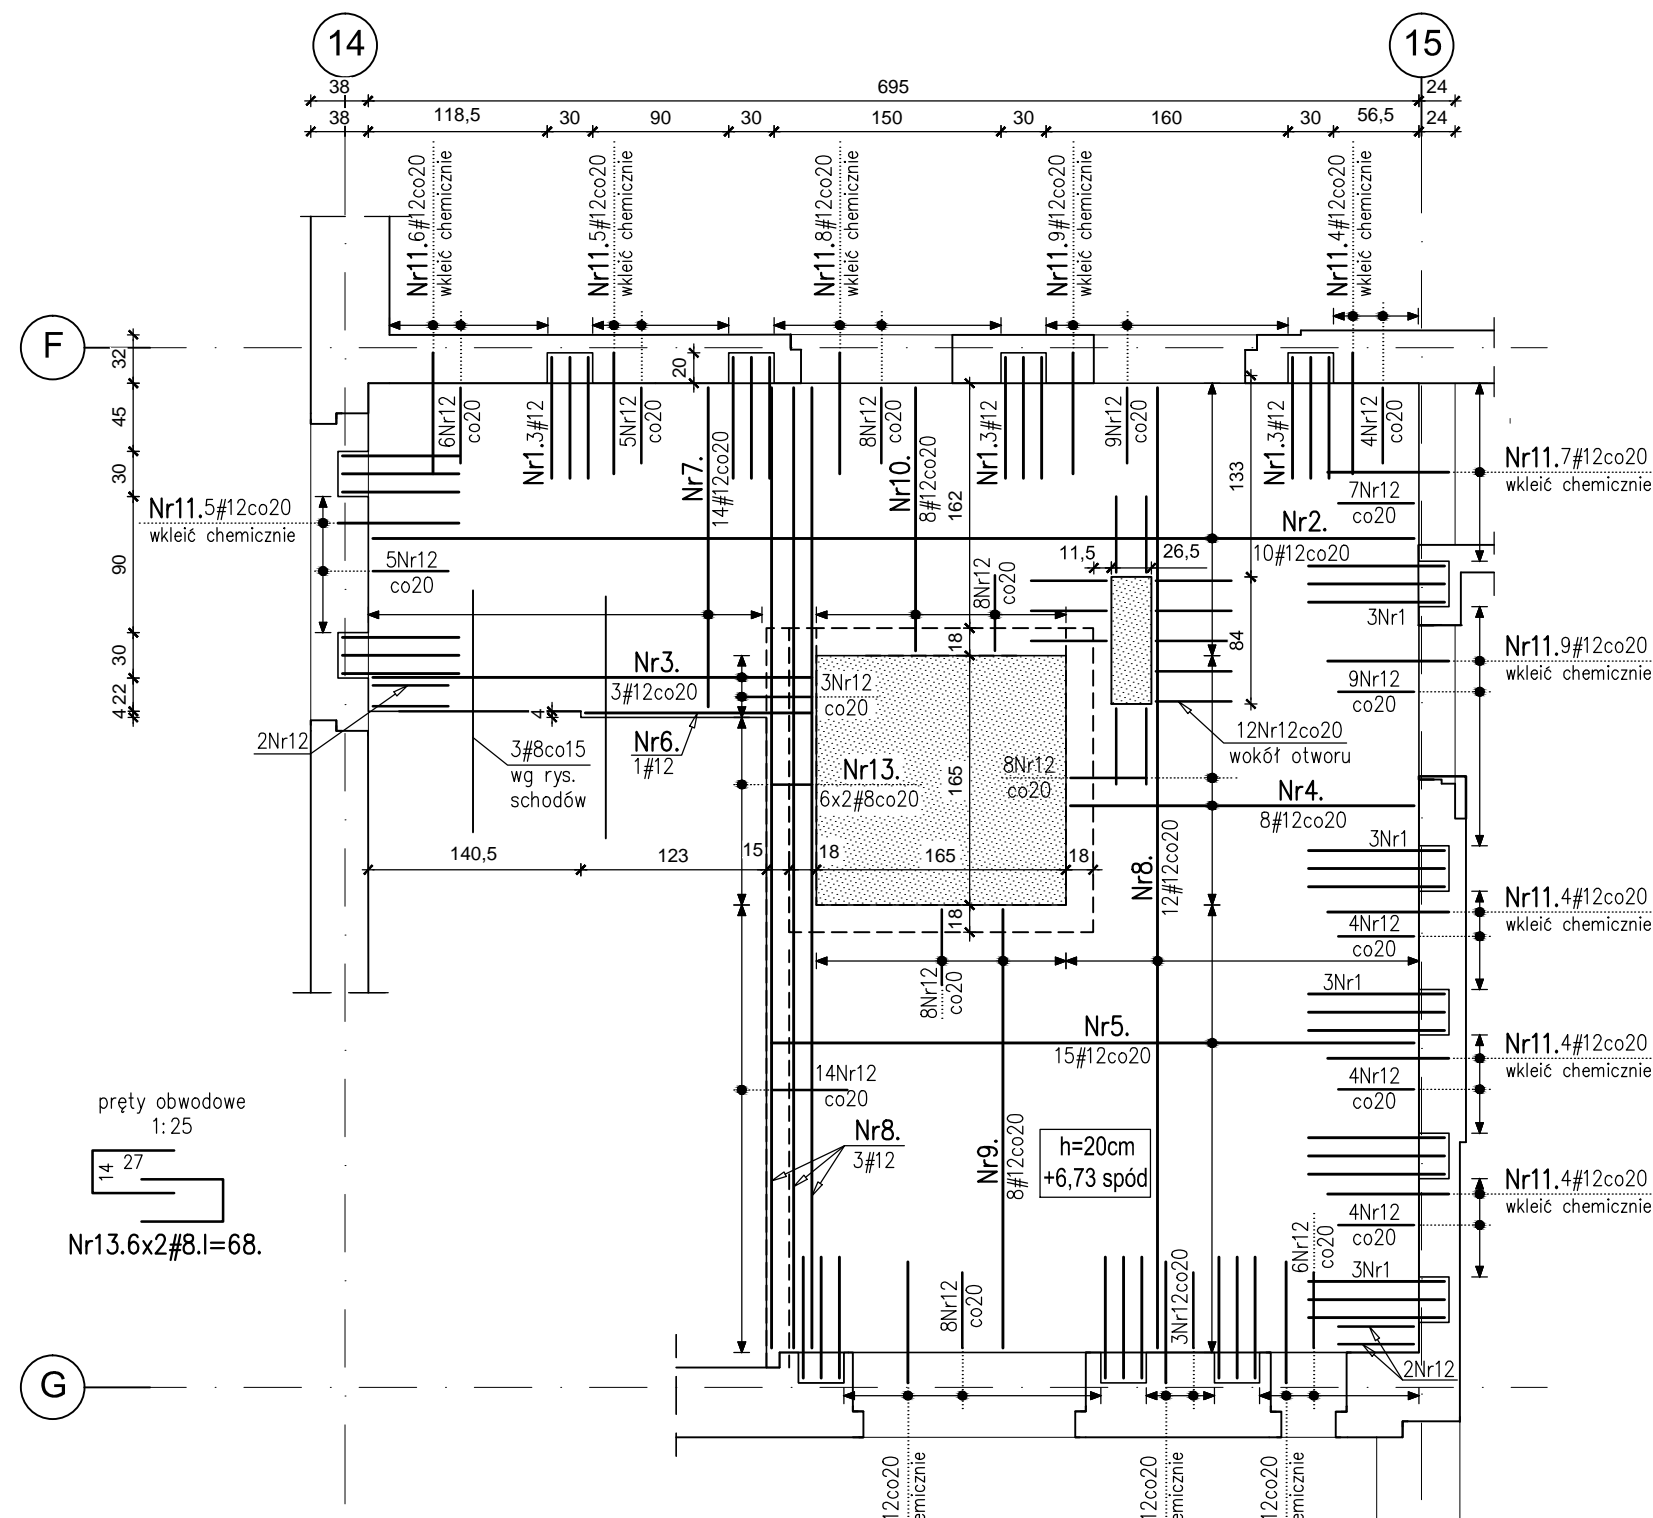 14
15
38
695
24
38
118,5
30
90
30
150
30
160
30
56,5
24
Nr11.6#12co20
wkleić chemicznie
Nr11.5#12co20
wkleić chemicznie
Nr11.8#12co20
wkleić chemicznie
Nr11.9#12co20
wkleić chemicznie
Nr11.4#12co20
wkleić chemicznie
F
32
45
30
90
30
22
4
20
6Nr12
co20
Nr1.3#12
5Nr12
co20
Nr7.
14#12co20
8Nr12
co20
Nr10.
8#12co20
162
Nr1.3#12
9Nr12
co20
133
Nr1.3#12
4Nr12
co20
Nr11.7#12co20
wkleić chemicznie
7Nr12
co20
Nr11.5#12co20
wkleić chemicznie
Nr2.
10#12co20
5Nr12
co20
8Nr12
co20
11,5
26,5
3Nr1
18
84
Nr11.9#12co20
wkleić chemicznie
9Nr12
co20
Nr3.
3#12co20
3Nr12
co20
4
2Nr12
3#8co15
wg rys.
schodów
Nr6.
1#12
12Nr12co20
wokół otworu
Nr13.
6x2#8co20
165
8Nr12
co20
Nr4.
8#12co20
140,5
123
15
18
165
18
Nr8.
12#12co20
3Nr1
Nr11.4#12co20
wkleić chemicznie
4Nr12
co20
18
8Nr12
co20
3Nr1
Nr5.
15#12co20
Nr11.4#12co20
wkleić chemicznie
4Nr12
co20
14Nr12
co20
pręty obwodowe
1:25
14
27
Nr13.6x2#8.l=68.
Nr8.
3#12
Nr9.
8#12co20
h=20cm
+6,73 spód
Nr11.4#12co20
wkleić chemicznie
4Nr12
co20
8Nr12
co20
3Nr12co20
6Nr12
co20
3Nr1
2Nr12
G
12co20
emicznie
12co20
emicznie
12co20
emicznie